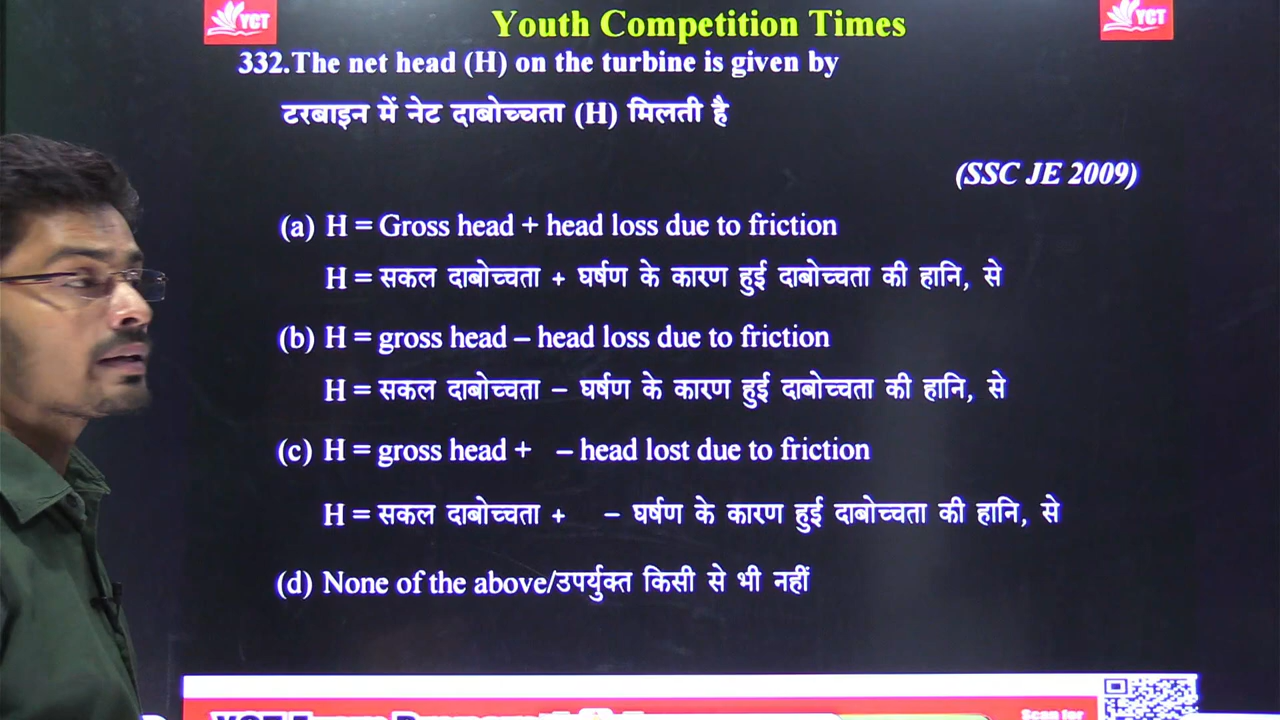 YCT
Youth Competition Times
YCT
332.The net head (H) on the turbine is given by
टरबाइन में नेट दाबोच्चता (H) मिलती है
(SSC JE 2009)
(a) H = Gross head + head loss due to friction
H = सकल दाबोच्चता + घर्षण के कारण हुई दाबोच्चता की हानि, से
(b) H = gross head – head loss due to friction
H = सकल दाबोच्चता – घर्षण के कारण हुई दाबोच्चता की हानि, से
(c) H = gross head + – head lost due to friction
H = सकल दाबोच्चता + – घर्षण के कारण हुई दाबोच्चता की हानि, से
(d) None of the above/उपर्युक्त किसी से भी नहीं
Scan for